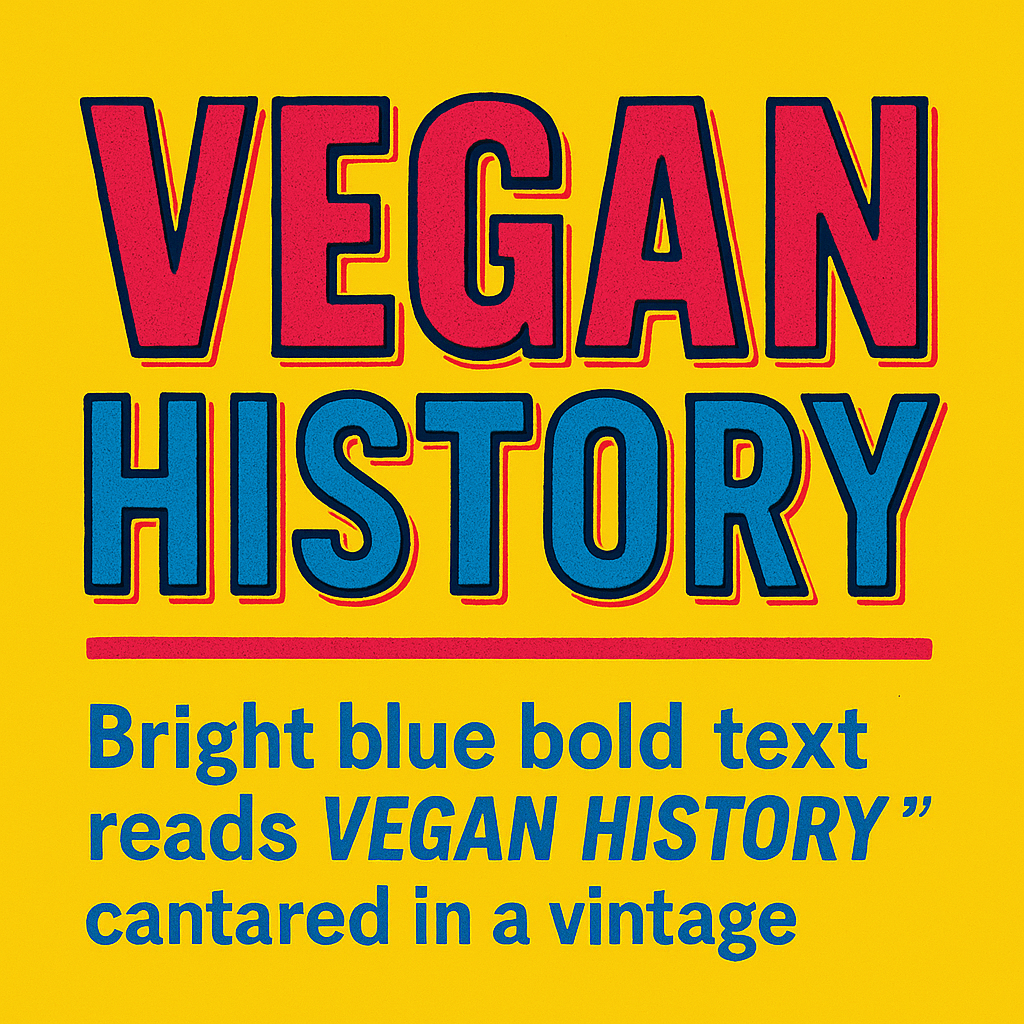 VEGAN
HISTORY
Bright blue bold text
reads VEGAN HISTORY”
cantared in a vintage